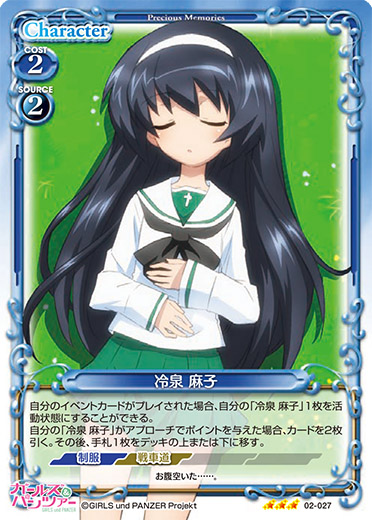 Precious Memories
Character
COST
2
SOURCE
2
冷泉 麻子
自分のイベントカードがプレイされた場合、自分の「冷泉 麻子」1枚を活
動状態にすることができる。
自分の「冷泉 麻子」がアプローチでポイントを与えた場合、カードを2枚
引く。その後、手札1枚をデッキの上または下に移す。
制服 戦車道
お腹空いた……。
ガールズ&パンツァー
GIRLS und PANZER
©GIRLS und PANZER Projekt
02-027